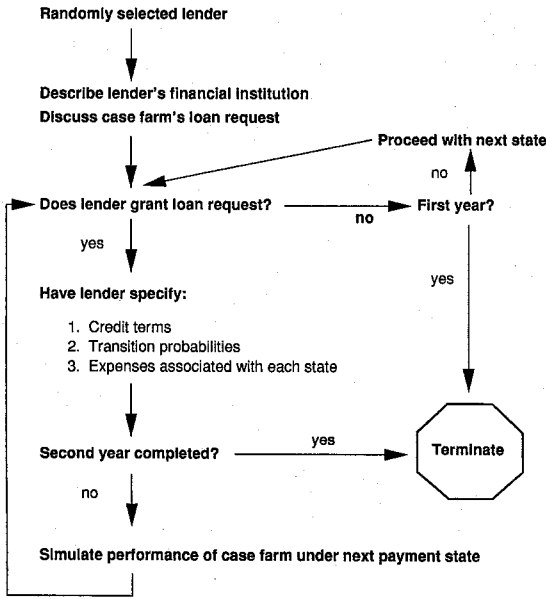 Randomly selected lender
Describe lender's financial institution
Discuss case farm's loan request
Proceed with next state
no
Does lender grant loan request?
no
First year?
yes
yes
Have lender specify:
1. Credit terms
2. Transition probabilities
3. Expenses associated with each state
Second year completed?
yes
Terminate
no
Simulate performance of case farm under next payment state